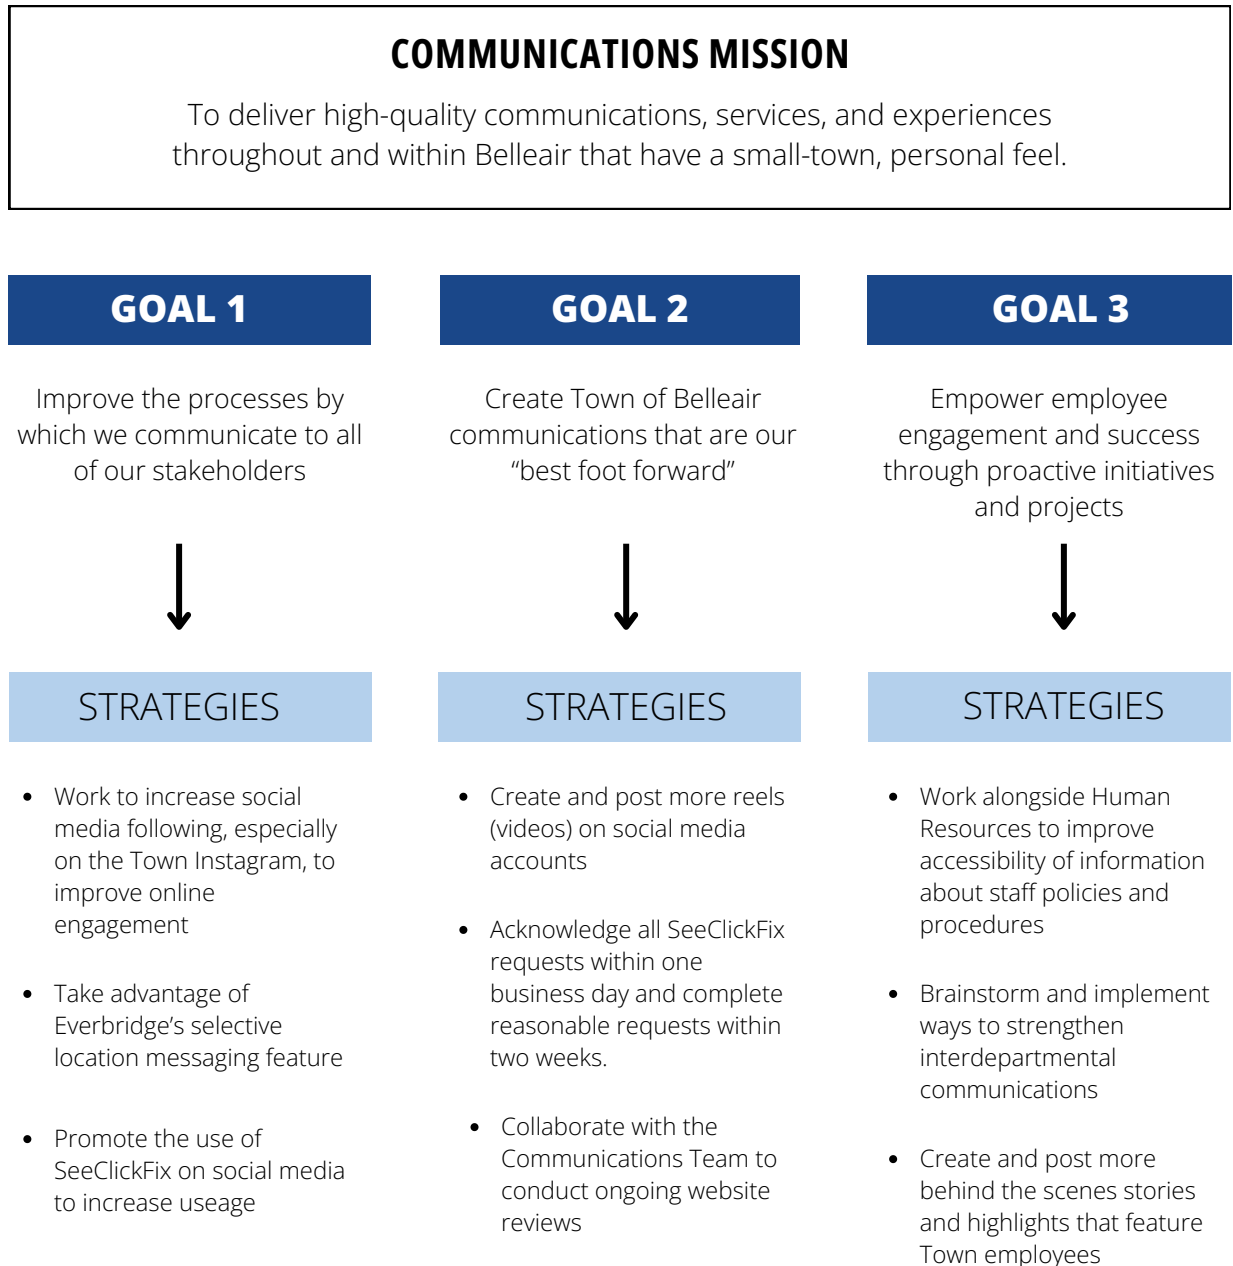 COMMUNICATIONS MISSION
To deliver high-quality communications, services, and experiences
throughout and within Belleair that have a small-town, personal feel.
GOAL 1
Improve the processes by
which we communicate to all
of our stakeholders
STRATEGIES
• Work to increase social
media following, especially
on the Town Instagram, to
improve online
engagement
• Take advantage of
Everbridge’s selective
location messaging feature
• Promote the use of
SeeClickFix on social media
to increase useage
GOAL 2
Create Town of Belleair
communications that are our
“best foot forward”
STRATEGIES
• Create and post more reels
(videos) on social media
accounts
• Acknowledge all SeeClickFix
requests within one
business day and complete
reasonable requests within
two weeks.
• Collaborate with the
Communications Team to
conduct ongoing website
reviews
GOAL 3
Empower employee
engagement and success
through proactive initiatives
and projects
STRATEGIES
• Work alongside Human
Resources to improve
accessibility of information
about staff policies and
procedures
• Brainstorm and implement
ways to strengthen
interdepartmental
communications
• Create and post more
behind the scenes stories
and highlights that feature
Town employees